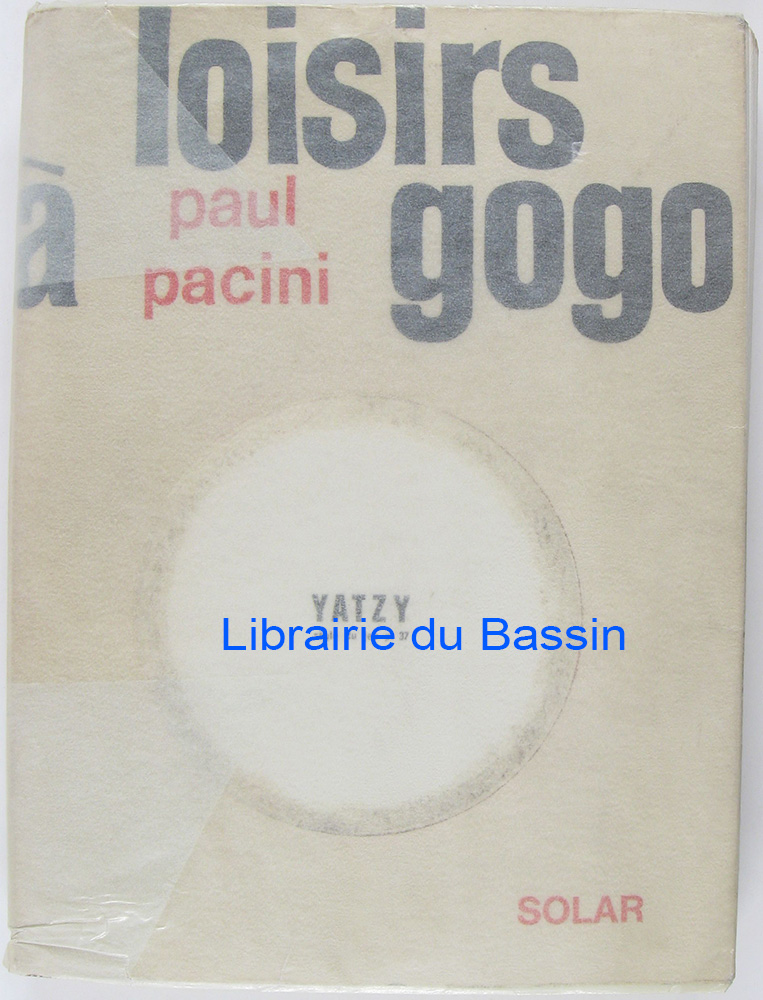 loisirs
à gogo
paul
pacini
YATZY
Librairie du Bassin
SOLAR